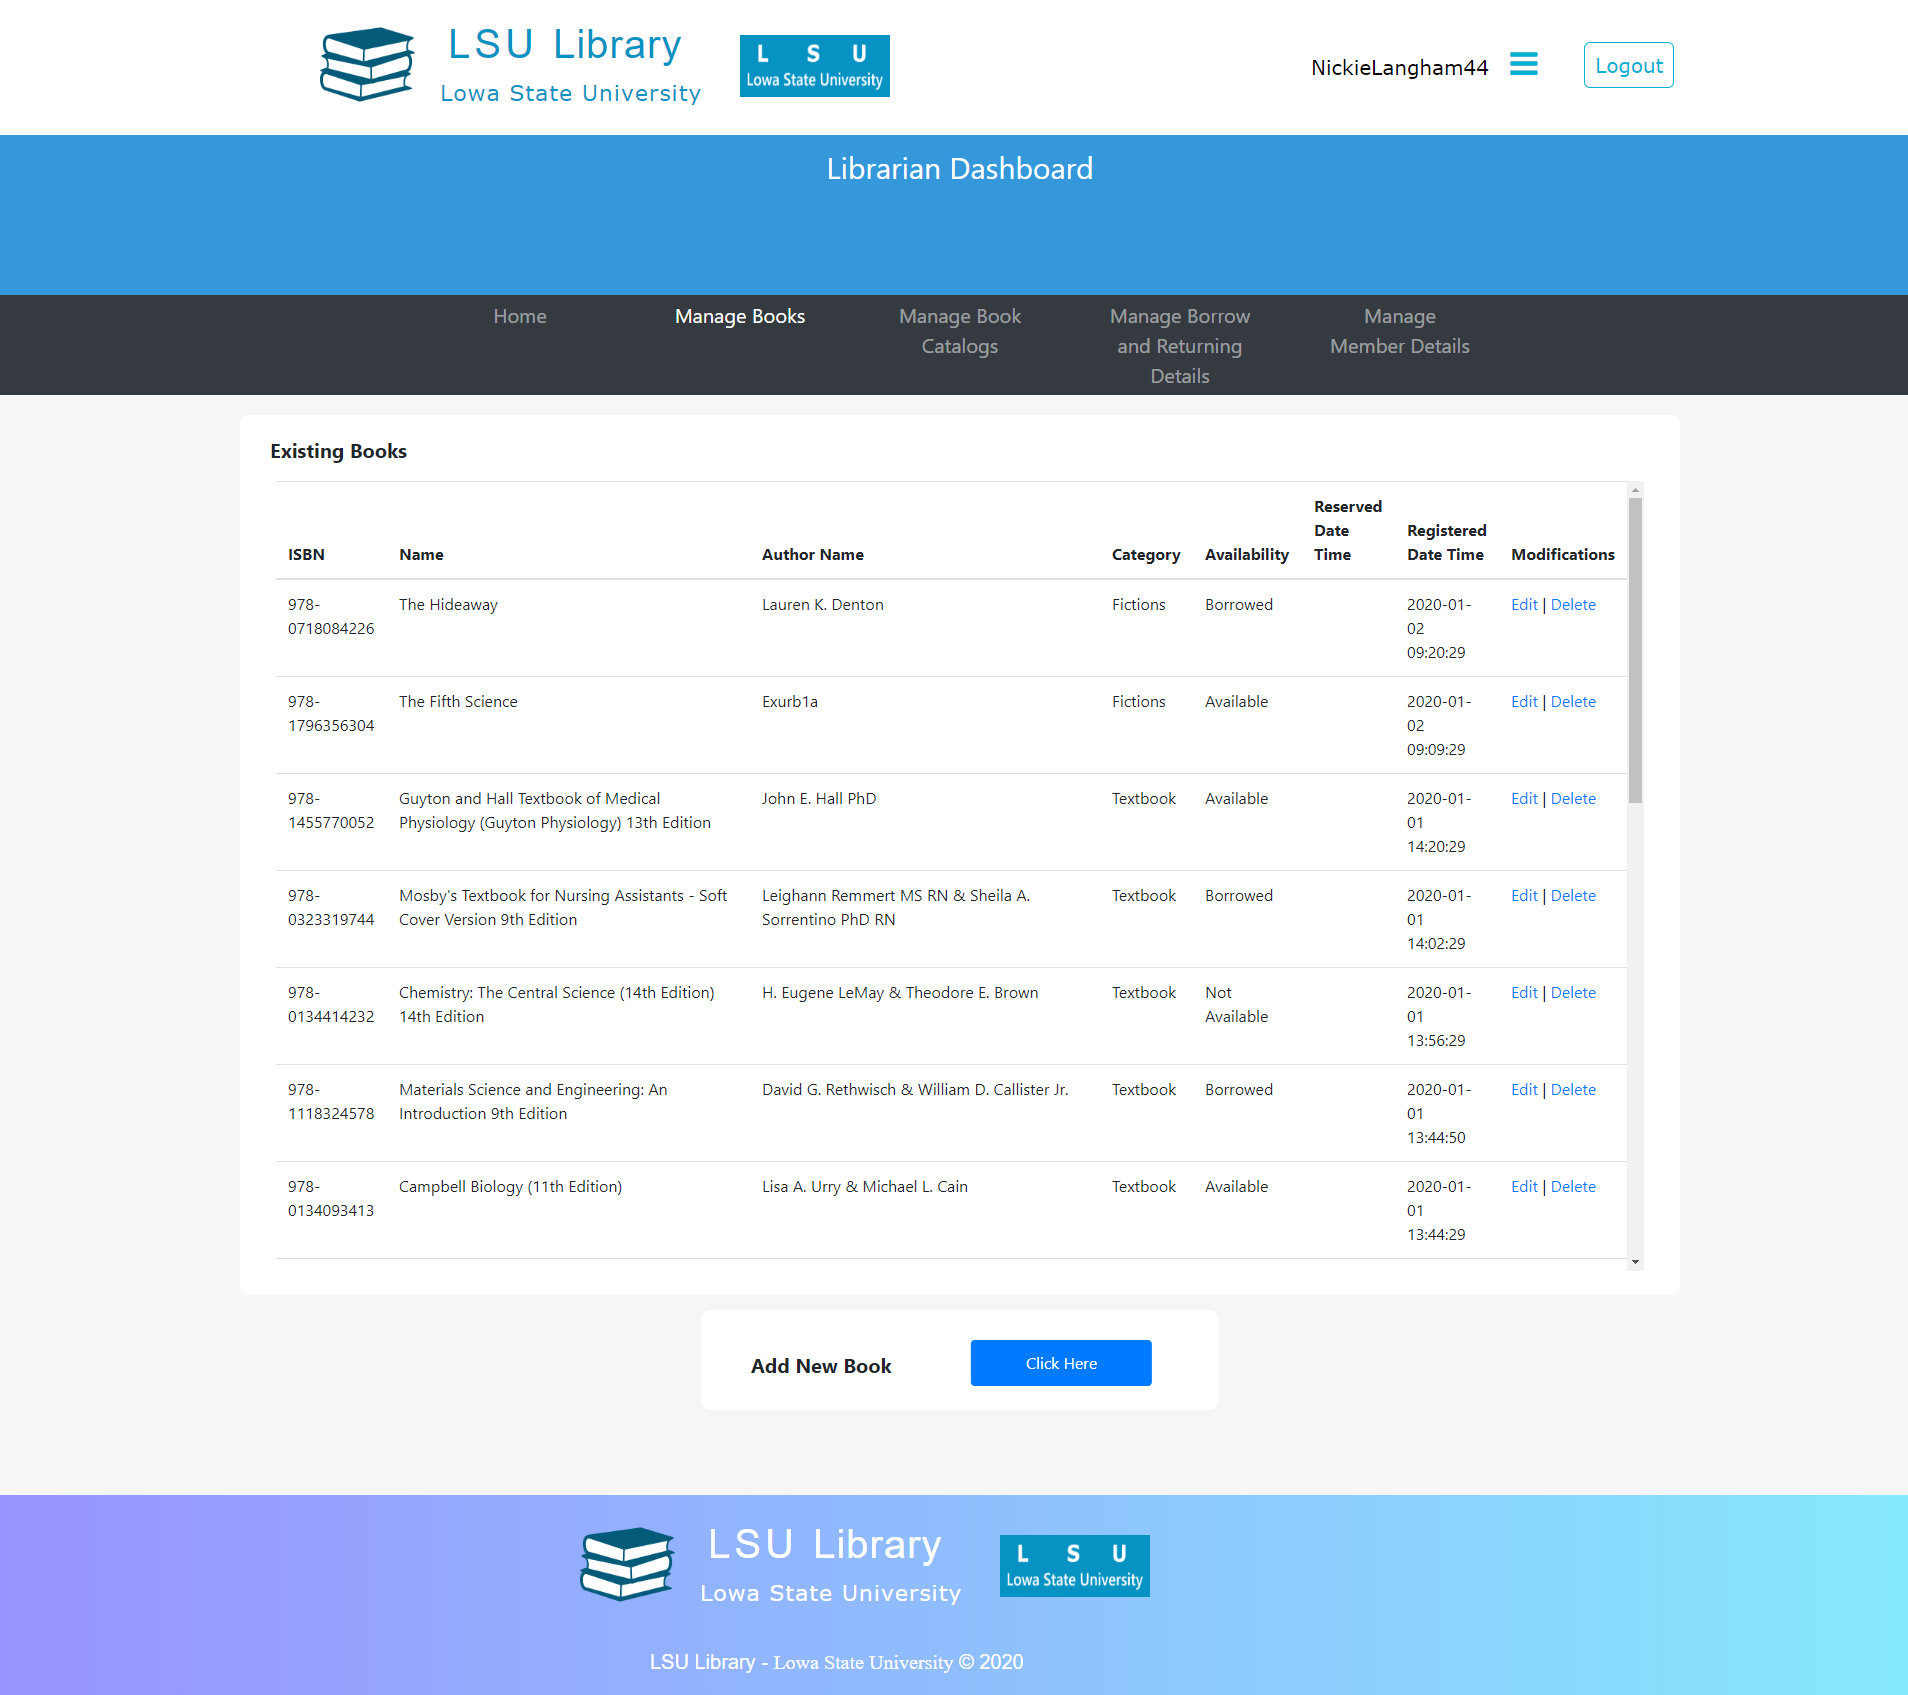 LSU Library
Lowa State University
L S U
Lowa State University
NickieLangham44
Logout
Librarian Dashboard
Home
Manage Books
Manage Book
Catalogs
Manage Borrow
and Returning
Details
Manage
Member Details
Existing Books
ISBN
Name
Author Name
Category
Availability
Reserved
Date
Time
Registered
Date Time
Modifications
978-
0718084226
The Hideaway
Lauren K. Denton
Fictions
Borrowed
2020-01-
02
09:20:29
Edit | Delete
978-
1796356304
The Fifth Science
Exurb1a
Fictions
Available
2020-01-
02
09:09:29
Edit | Delete
978-
1455770052
Guyton and Hall Textbook of Medical
Physiology (Guyton Physiology) 13th Edition
John E. Hall PhD
Textbook
Available
2020-01-
01
14:20:29
Edit | Delete
978-
0323319744
Mosby's Textbook for Nursing Assistants - Soft
Cover Version 9th Edition
Leighann Remmert MS RN & Sheila A.
Sorrentino PhD RN
Textbook
Borrowed
2020-01-
01
14:02:29
Edit | Delete
978-
0134414232
Chemistry: The Central Science (14th Edition)
14th Edition
H. Eugene LeMay & Theodore E. Brown
Textbook
Not
Available
2020-01-
01
13:56:29
Edit | Delete
978-
1118324578
Materials Science and Engineering: An
Introduction 9th Edition
David G. Rethwisch & William D. Callister Jr.
Textbook
Borrowed
2020-01-
01
13:44:50
Edit | Delete
978-
0134093413
Campbell Biology (11th Edition)
Lisa A. Urry & Michael L. Cain
Textbook
Available
2020-01-
01
13:44:29
Edit | Delete
Add New Book
Click Here
LSU Library
Lowa State University
L S U
Lowa State University
LSU Library - Lowa State University © 2020